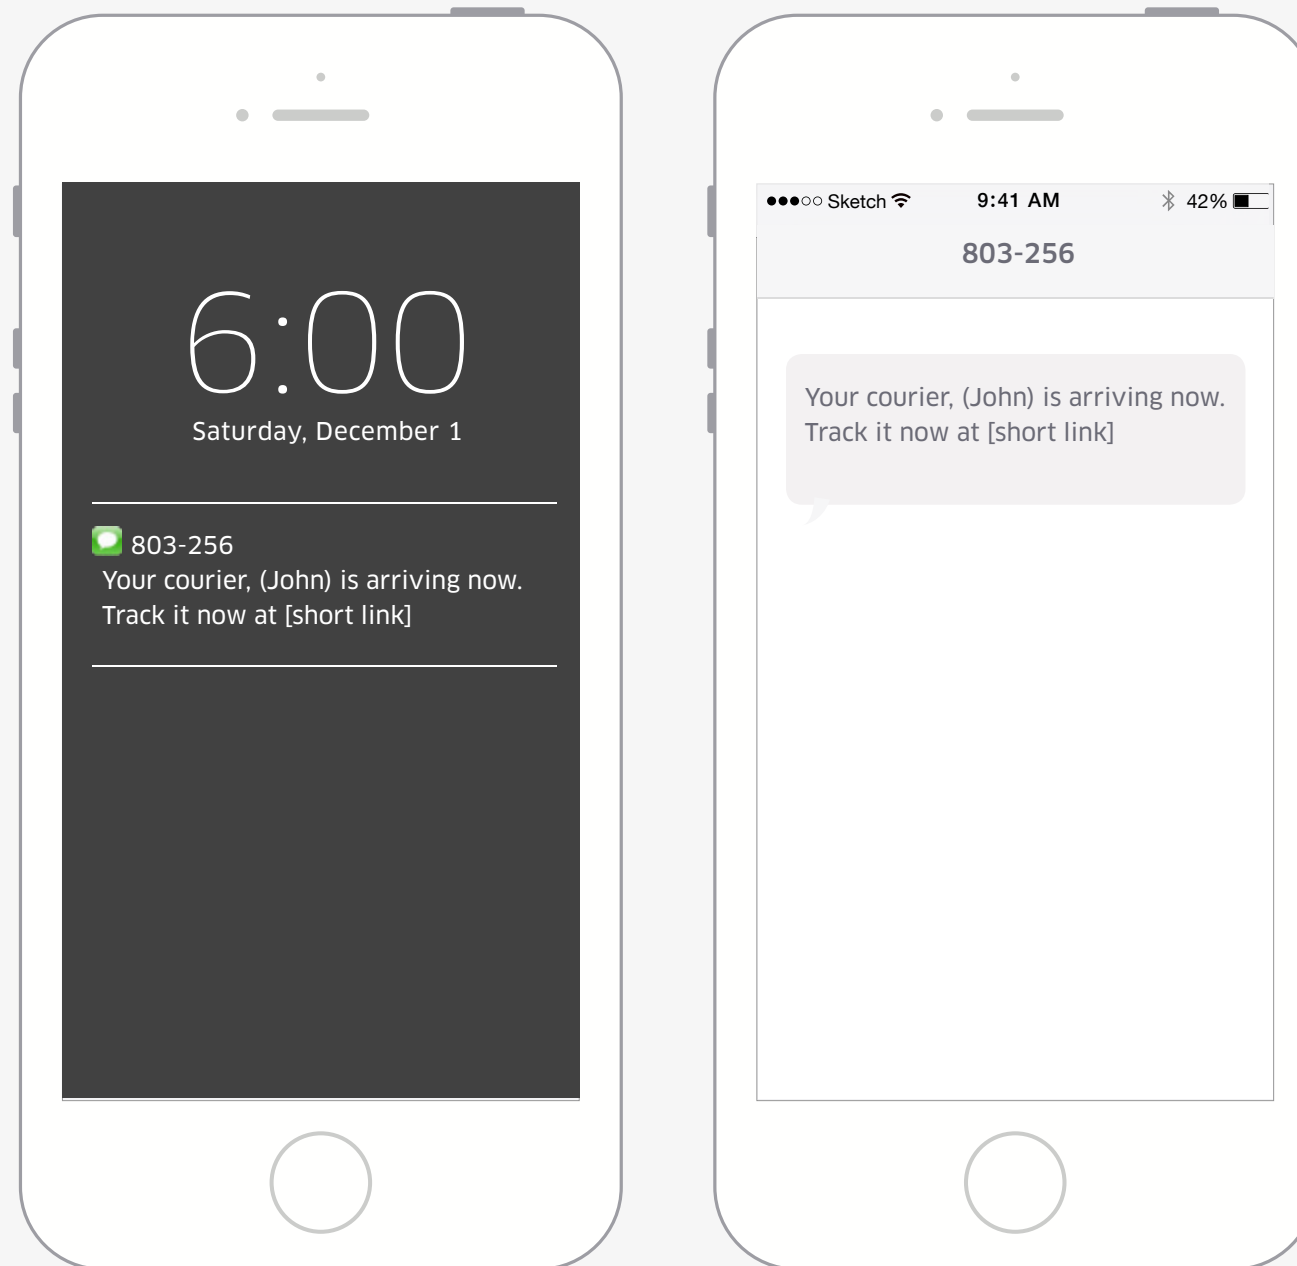 6:00
Saturday, December 1
803-256
Your courier, (John) is arriving now.
Track it now at [short link]
Sketch 9:41 AM 42%
803-256
Your courier, (John) is arriving now.
Track it now at [short link]